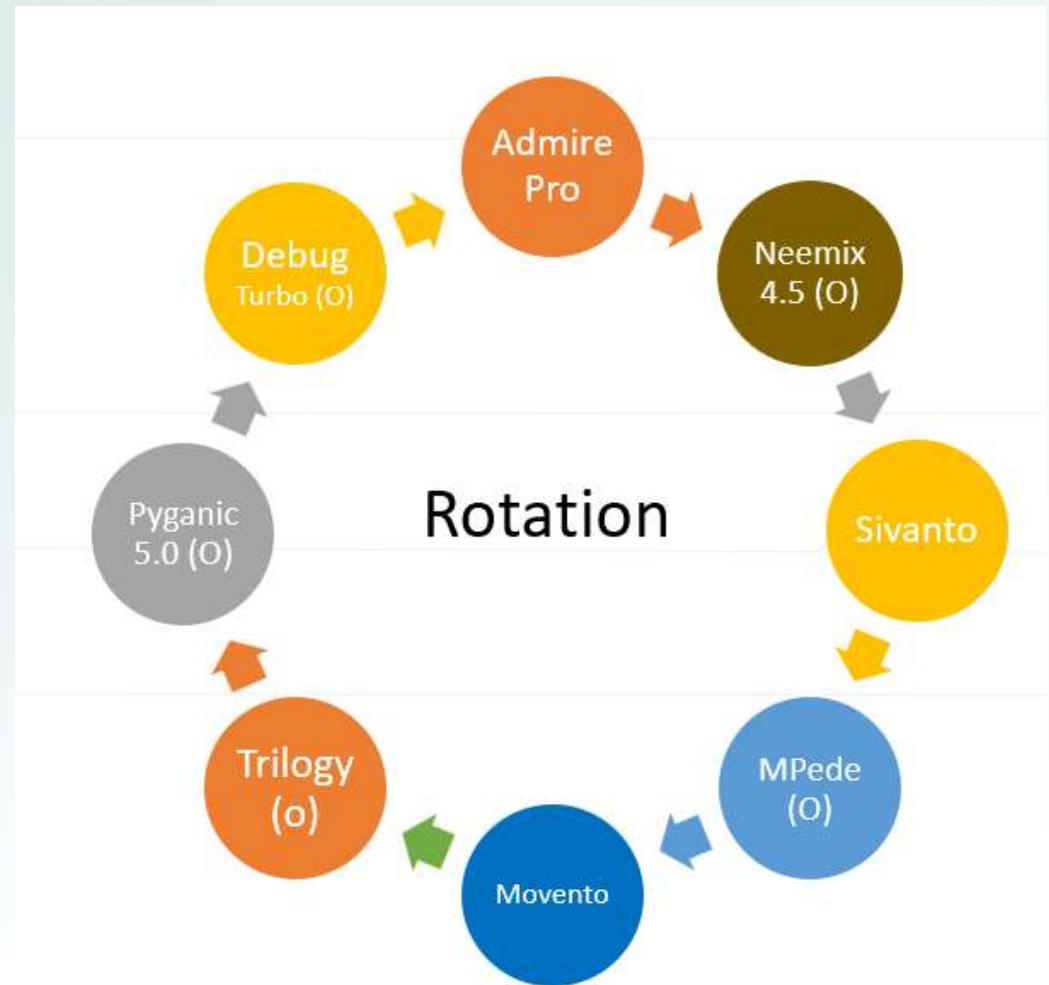 Admire
Pro
Neemix
4.5 (O)
Sivanto
MPede
(O)
Movento
Trilogy
(o)
Pyganic
5.0 (O)
Debug
Turbo (O)
Rotation